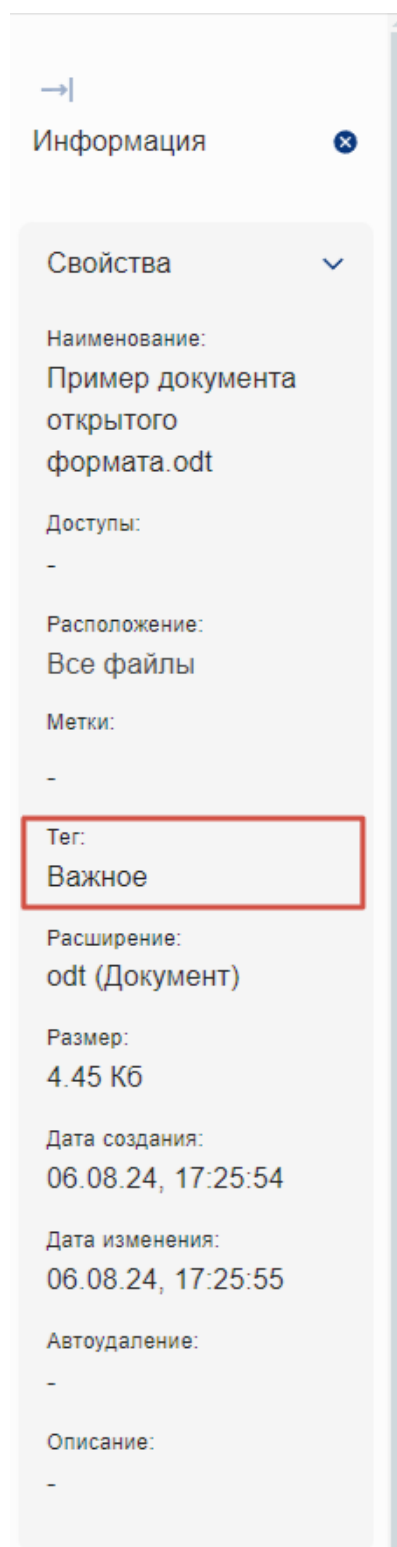 Информация
Свойства
Наименование:
Пример документа
открытого
формата.odt
Доступы:
-
Расположение:
Все файлы
Метки:
-
Тег:
Важное
Расширение:
odt (Документ)
Размер:
4.45 Кб
Дата создания:
06.08.24, 17:25:54
Дата изменения:
06.08.24, 17:25:55
Автоудаление:
-
Описание:
-